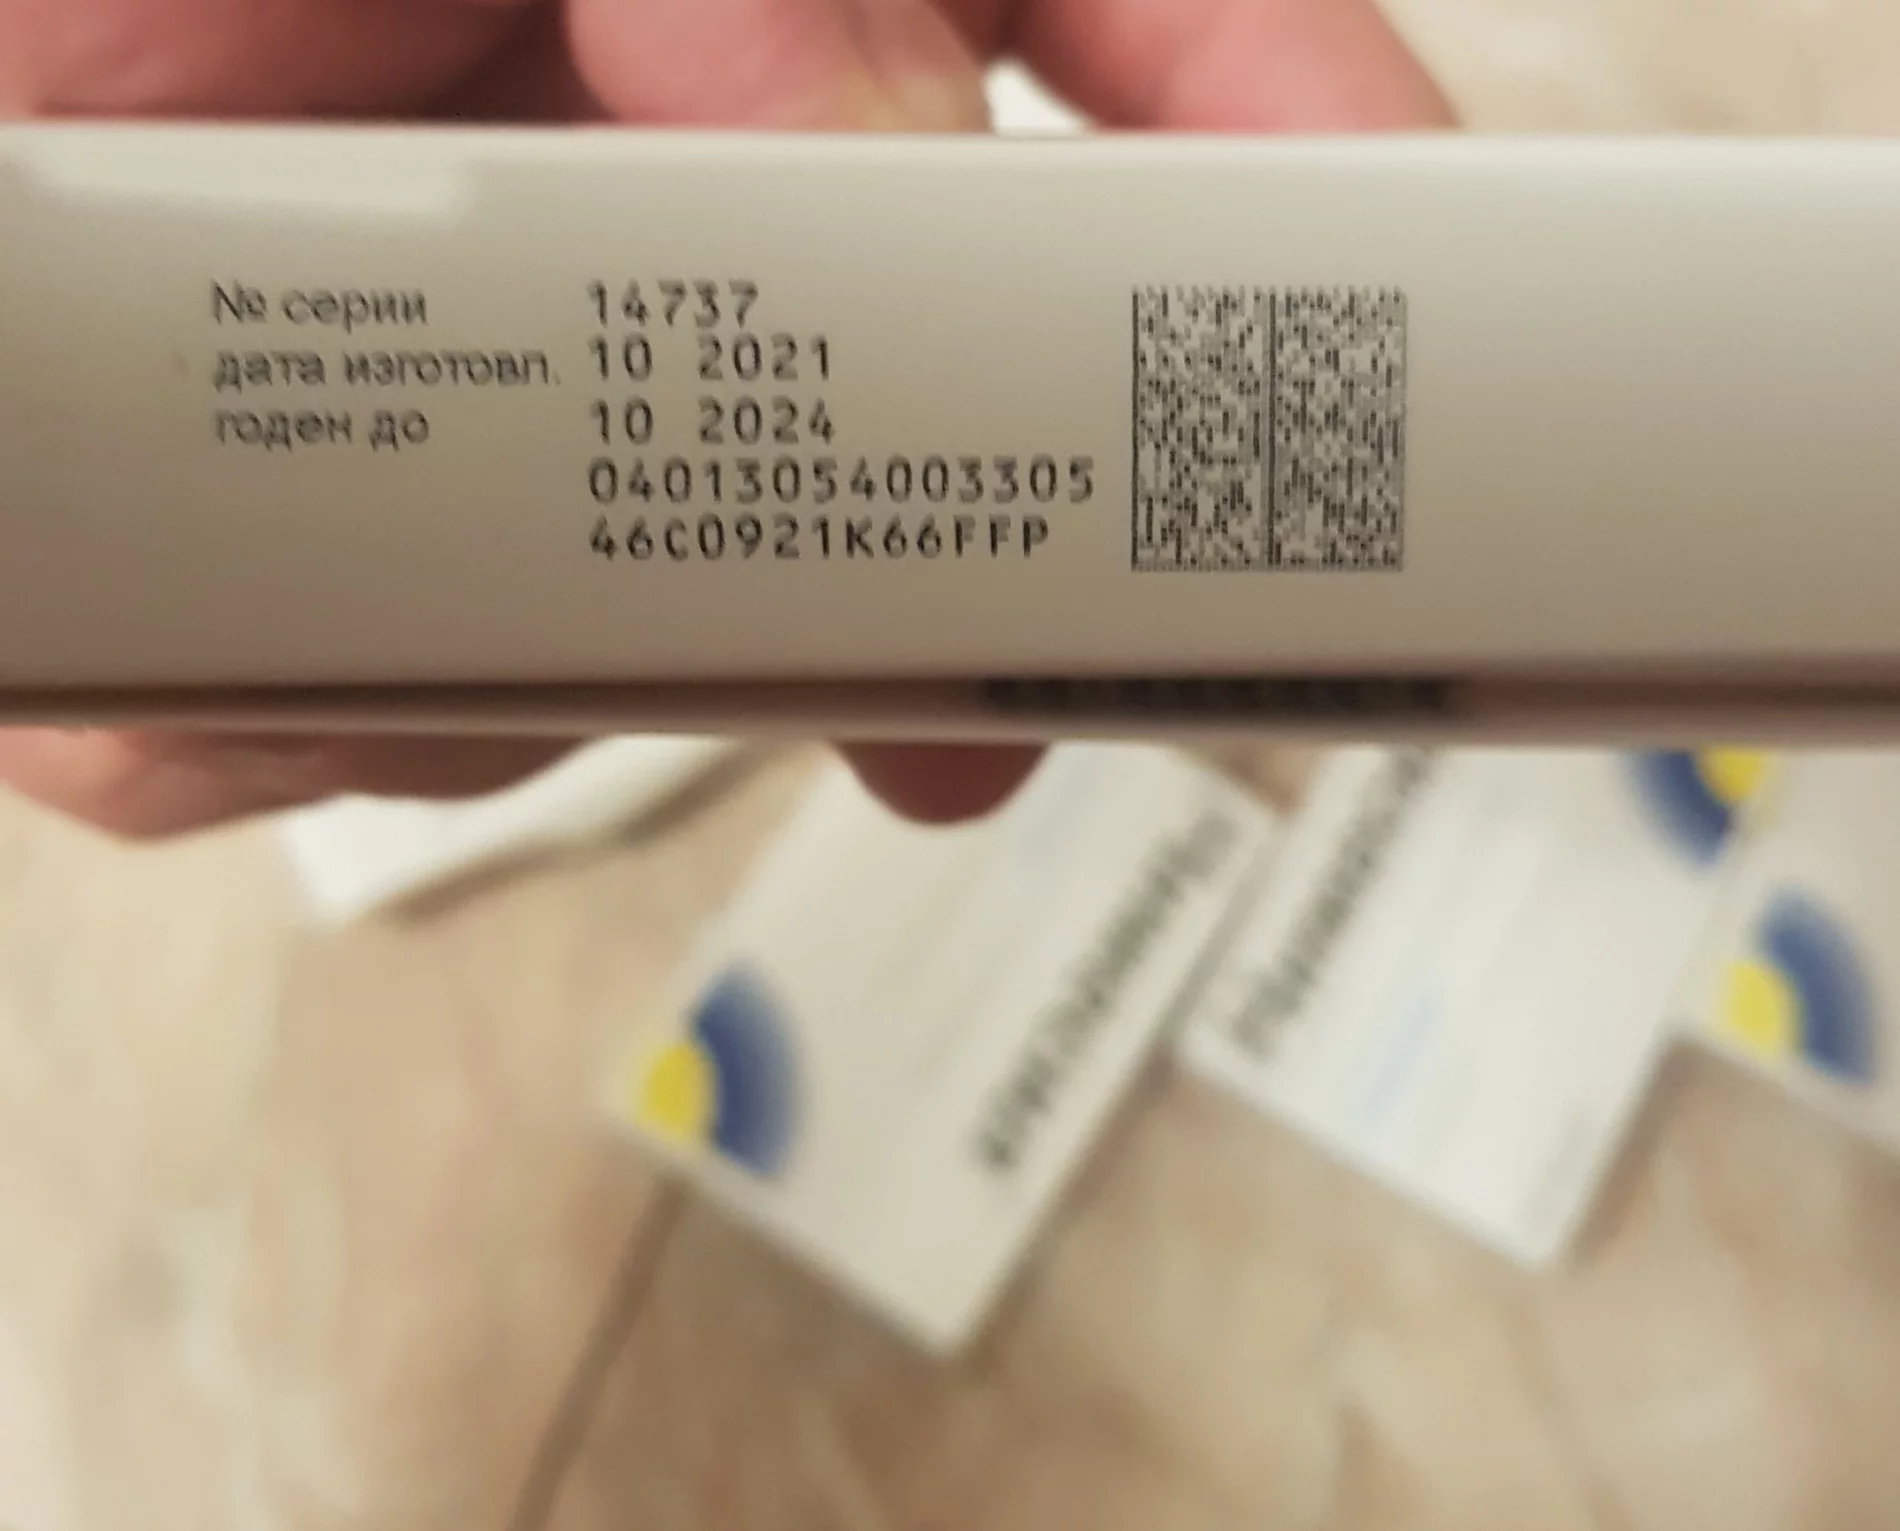 № серии 14737
дата изготовл. 10 2021
годен до 10 2024
04013054003305
46C0921K66FFP